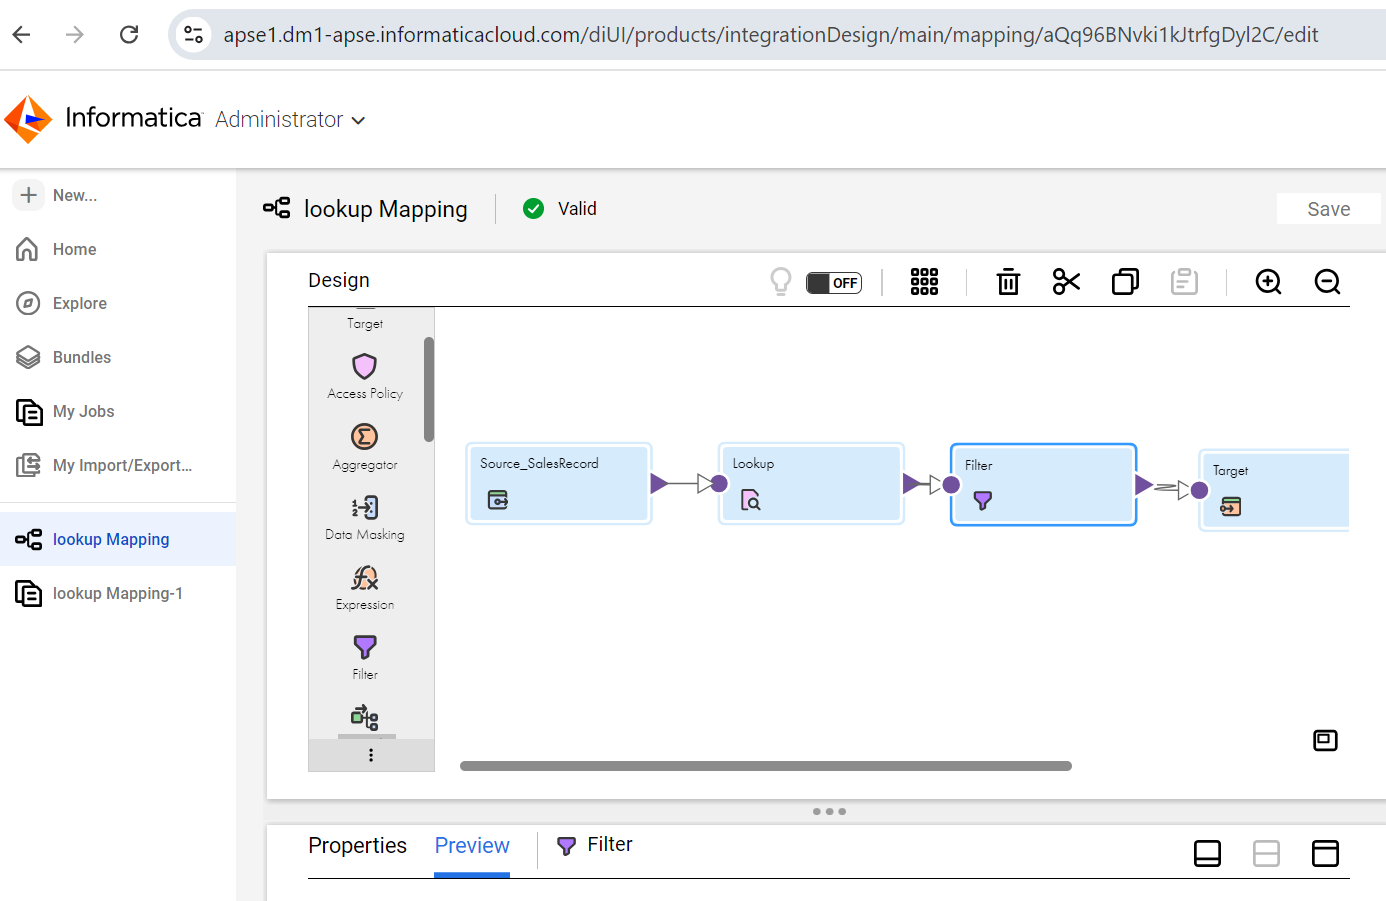 apse1.dm1-apse.informaticacloud.com/diUI/products/integrationDesign/main/mapping/aQq96BNvki1kJtrfgDyl2C/edit
Informatica Administrator
New...
Home
Explore
Bundles
My Jobs
My Import/Export...
lookup Mapping
lookup Mapping-1
lookup Mapping
Valid
Save
Design
OFF
Target
Access Policy
Aggregator
Data Masking
Expression
Filter
Source_SalesRecord
Lookup
Filter
Target
Properties
Preview
Filter